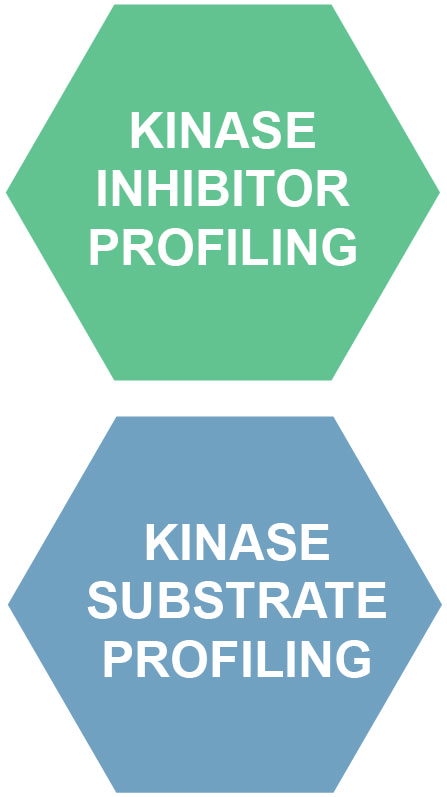 KINASE
INHIBITOR
PROFILING
KINASE
SUBSTRATE
PROFILING